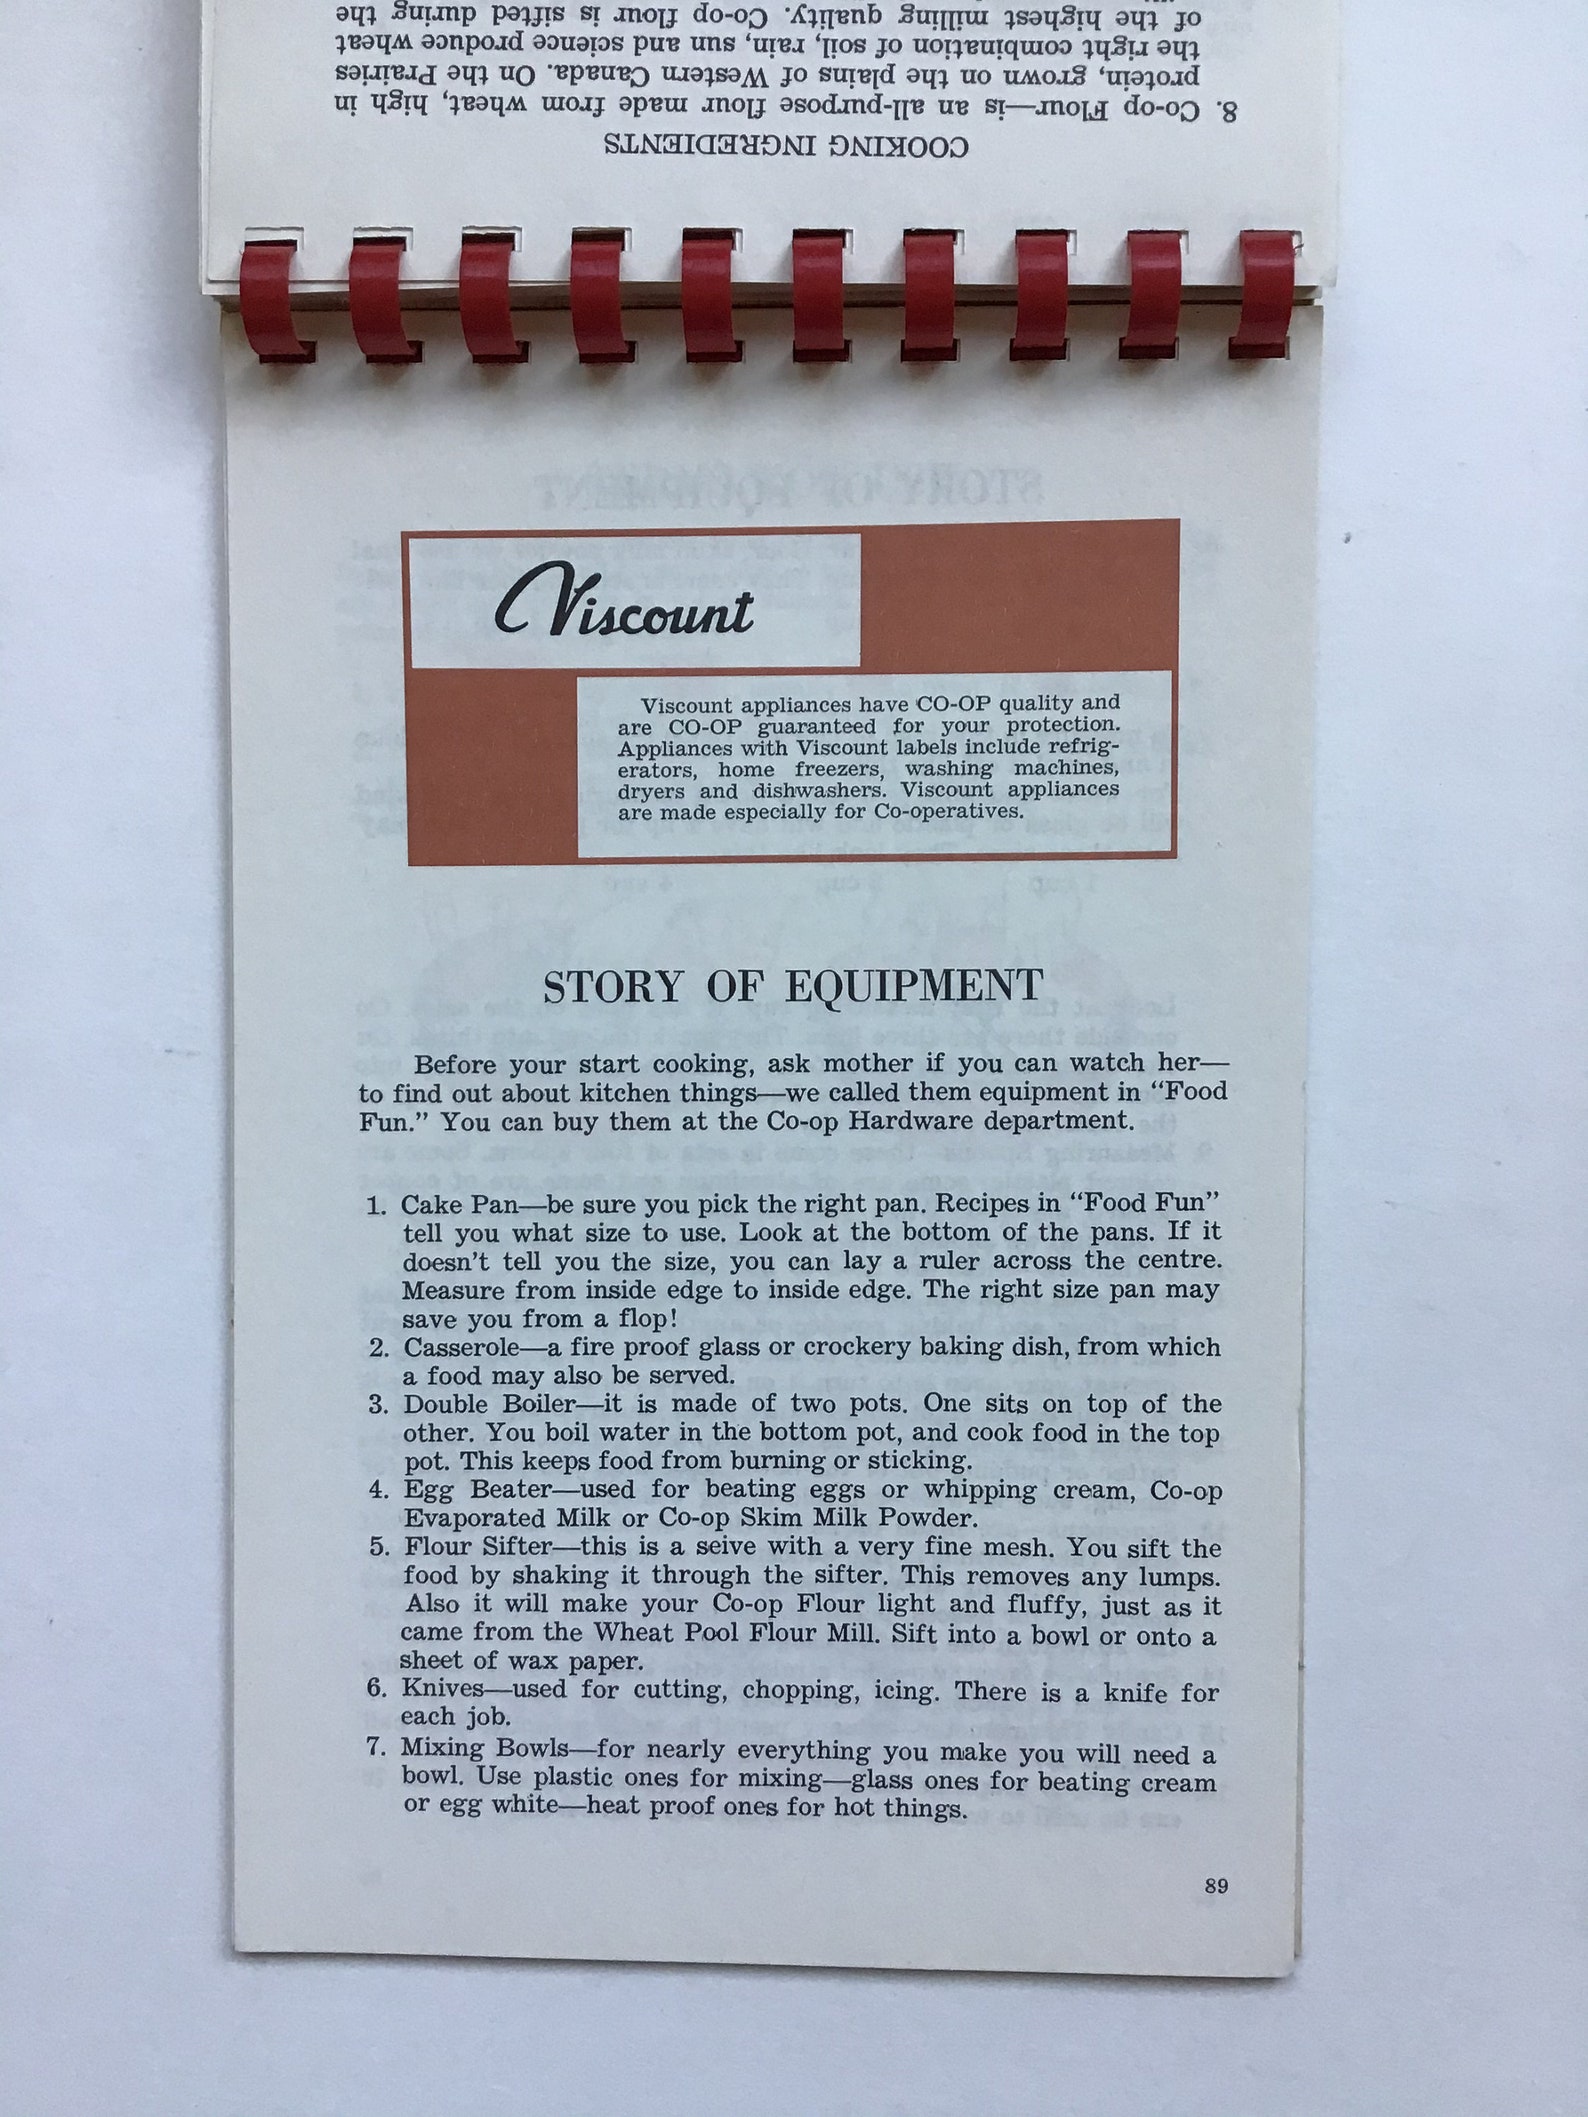 8. Co-op Flour—is an all-purpose flour made from wheat, high in
COOKING INGREDIENTS
protein, grown on the plains of Western Canada. On the Prairies
the right combination of soil, rain, sun and science produce wheat
of the highest milling quality. Co-op flour is sifted during the
Viscount
Viscount appliances have CO-OP quality and
are CO-OP guaranteed for your protection.
Appliances with Viscount labels include refrig-
erators, home freezers, washing machines,
dryers and dishwashers. Viscount appliances
are made especially for Co-operatives.
STORY OF EQUIPMENT
Before your start cooking, ask mother if you can watch her—
to find out about kitchen things—we called them equipment in "Food
Fun." You can buy them at the Co-op Hardware department.
1. Cake Pan—be sure you pick the right pan. Recipes in "Food Fun"
tell you what size to use. Look at the bottom of the pans. If it
doesn't tell you the size, you can lay a ruler across the centre.
Measure from inside edge to inside edge. The right size pan may
save you from a flop!
2. Casserole—a fire proof glass or crockery baking dish, from which
a food may also be served.
3. Double Boiler—it is made of two pots. One sits on top of the
other. You boil water in the bottom pot, and cook food in the top
pot. This keeps food from burning or sticking.
4. Egg Beater—used for beating eggs or whipping cream, Co-op
Evaporated Milk or Co-op Skim Milk Powder.
5. Flour Sifter—this is a seive with a very fine mesh. You sift the
food by shaking it through the sifter. This removes any lumps.
Also it will make your Co-op Flour light and fluffy, just as it
came from the Wheat Pool Flour Mill. Sift into a bowl or onto a
sheet of wax paper.
6. Knives—used for cutting, chopping, icing. There is a knife for
each job.
7. Mixing Bowls—for nearly everything you make you will need a
bowl. Use plastic ones for mixing—glass ones for beating cream
or egg white—heat proof ones for hot things.
89